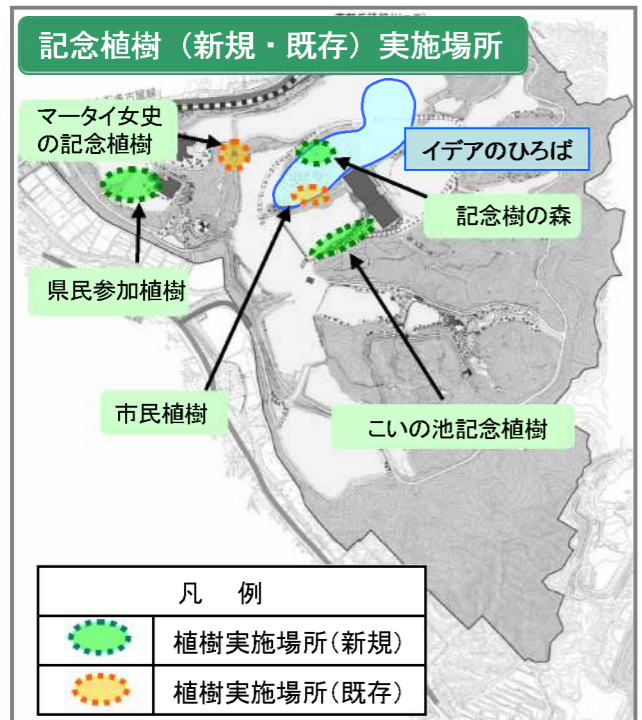 記念植樹（新規・既存）実施場所
マータイ女史
の記念植樹
イデアのひろば
記念樹の森
県民参加植樹
市民植樹
こいの池記念植樹
凡　例
植樹実施場所（新規）
植樹実施場所（既存）